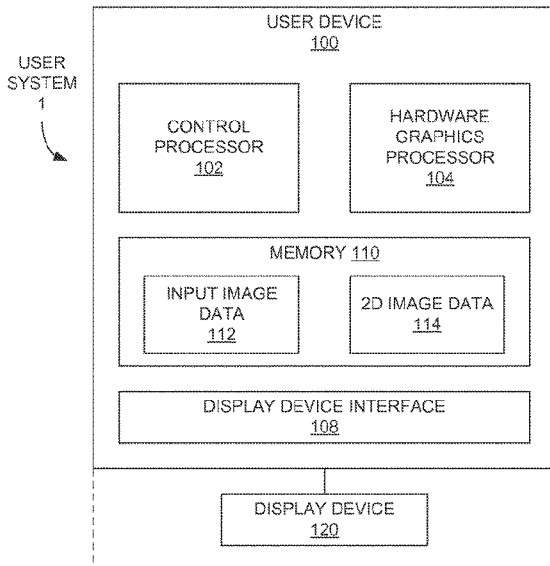 USER DEVICE
100
USER
SYSTEM
1
CONTROL
PROCESSOR
102
HARDWARE
GRAPHICS
PROCESSOR
104
MEMORY 110
INPUT IMAGE
DATA
112
2D IMAGE DATA
114
DISPLAY DEVICE INTERFACE
108
DISPLAY DEVICE
120